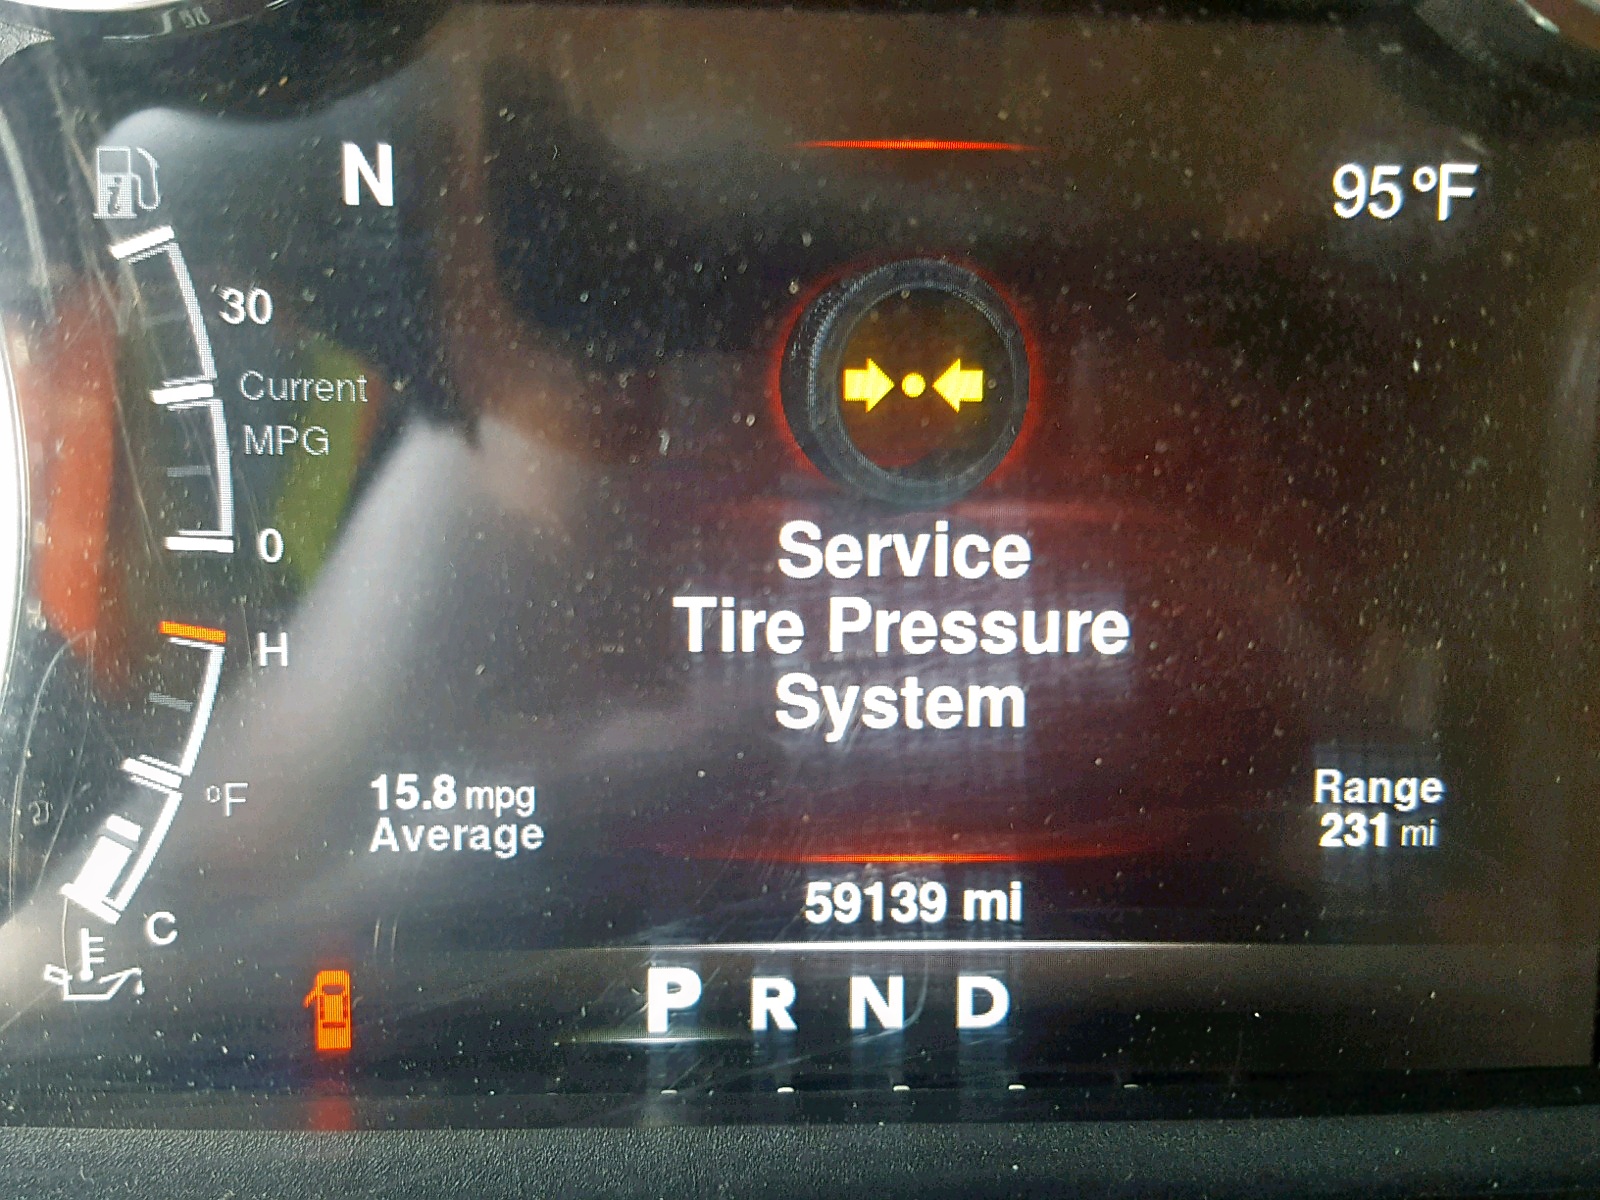 N
95°F
30
Current
MPG
0
Service
Tire Pressure
System
H
°F
15.8 mpg
Average
Range
231 mi
59139 mi
C
P R N D